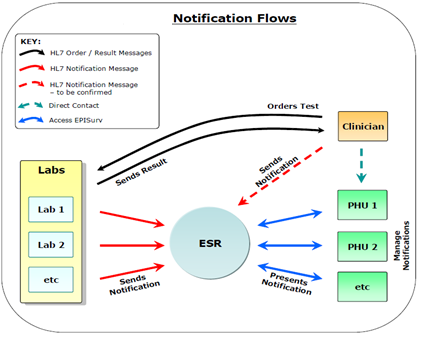 Notification Flows
KEY:
HL7 Order / Result Messages
HL7 Notification Message
HL7 Notification Message
– to be confirmed
Direct Contact
Access EPISurv
Orders Test
Clinician
Sends Result
Sends
Notification
Labs
Lab 1
Lab 2
etc
Sends
Notification
ESR
Presents
Notification
PHU 1
PHU 2
etc
Manage
Notifications